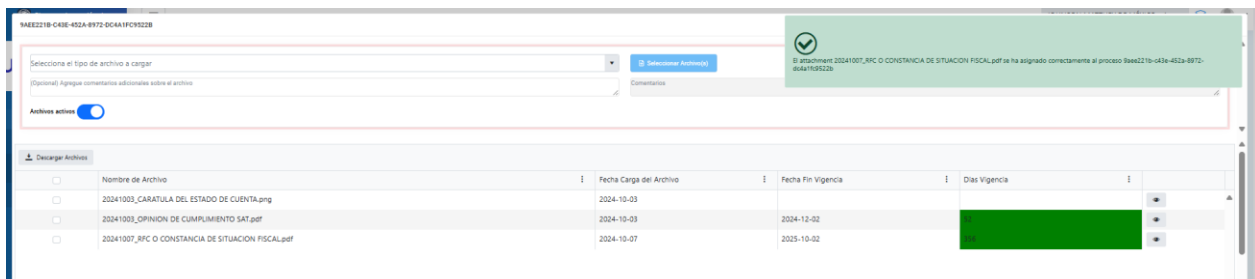 9AEE221B-C43E-452A-8972-DC4A1FC9522B
El attachment 20241007_RFC O CONSTANCIA DE SITUACION FISCAL.pdf se ha asignado correctamente al proceso 9aee221b-c43e-452a-8972-
dc4a1fc9522b
Selecciona el tipo de archivo a cargar
Seleccionar Archivo(s)
(Opcional) Agregue comentarios adicionales sobre el archivo
Comentarios
Archivos activos
Descargar Archivos
Nombre de Archivo Fecha Carga del Archivo Fecha Fin Vigencia Dias Vigencia
20241003_CARATULA DEL ESTADO DE CUENTA.png 2024-10-03
20241003_OPINION DE CUMPLIMIENTO SAT.pdf 2024-10-03 2024-12-02
20241007_RFC O CONSTANCIA DE SITUACION FISCAL.pdf 2024-10-07 2025-10-02